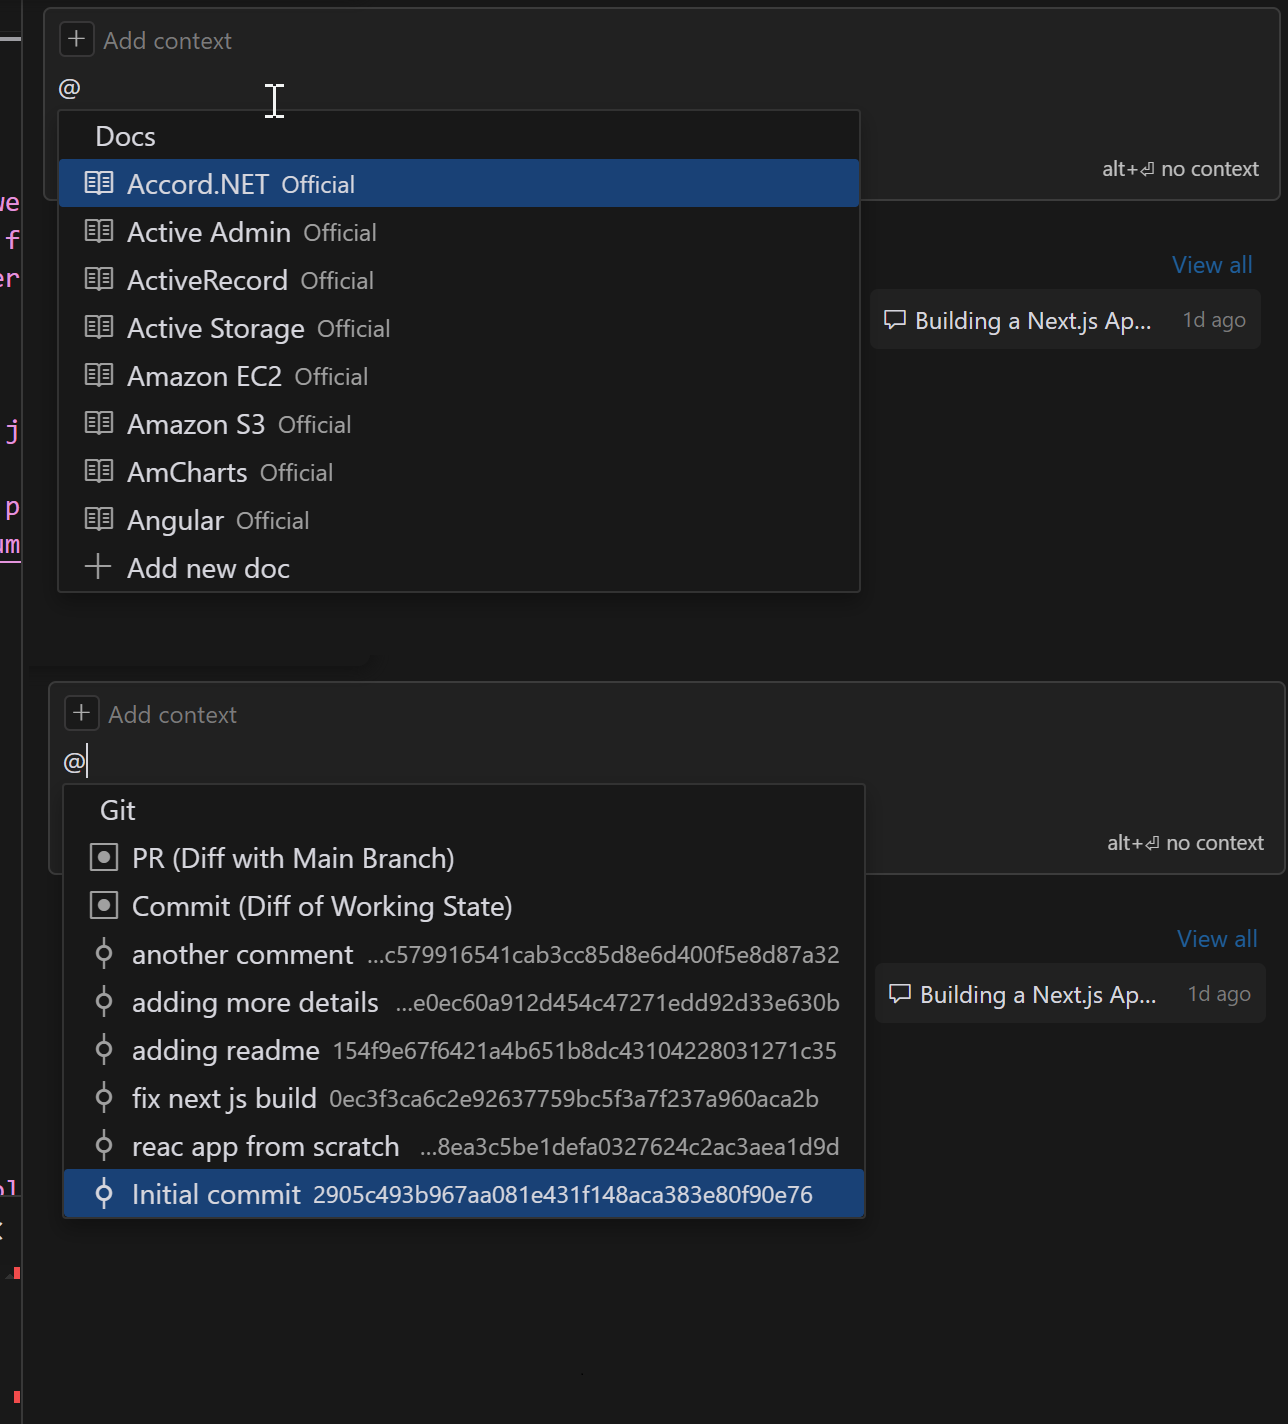 Add context
@
Docs
Accord.NET Official
alt+⏎ no context
Active Admin Official
ActiveRecord Official
View all
Active Storage Official
Building a Next.js Ap... 1d ago
Amazon EC2 Official
Amazon S3 Official
AmCharts Official
Angular Official
Add new doc
Add context
@
Git
PR (Diff with Main Branch)
alt+⏎ no context
Commit (Diff of Working State)
another comment ...c579916541cab3cc85d8e6d400f5e8d87a32
View all
adding more details ...e0ec60a912d454c47271edd92d33e630b
Building a Next.js Ap... 1d ago
adding readme 154f9e67f6421a4b651b8dc43104228031271c35
fix next js build 0ec3f3ca6c2e92637759bc5f3a7f237a960aca2b
reac app from scratch ...8ea3c5be1defa0327624c2ac3aea1d9d
Initial commit 2905c493b967aa081e431f148aca383e80f90e76